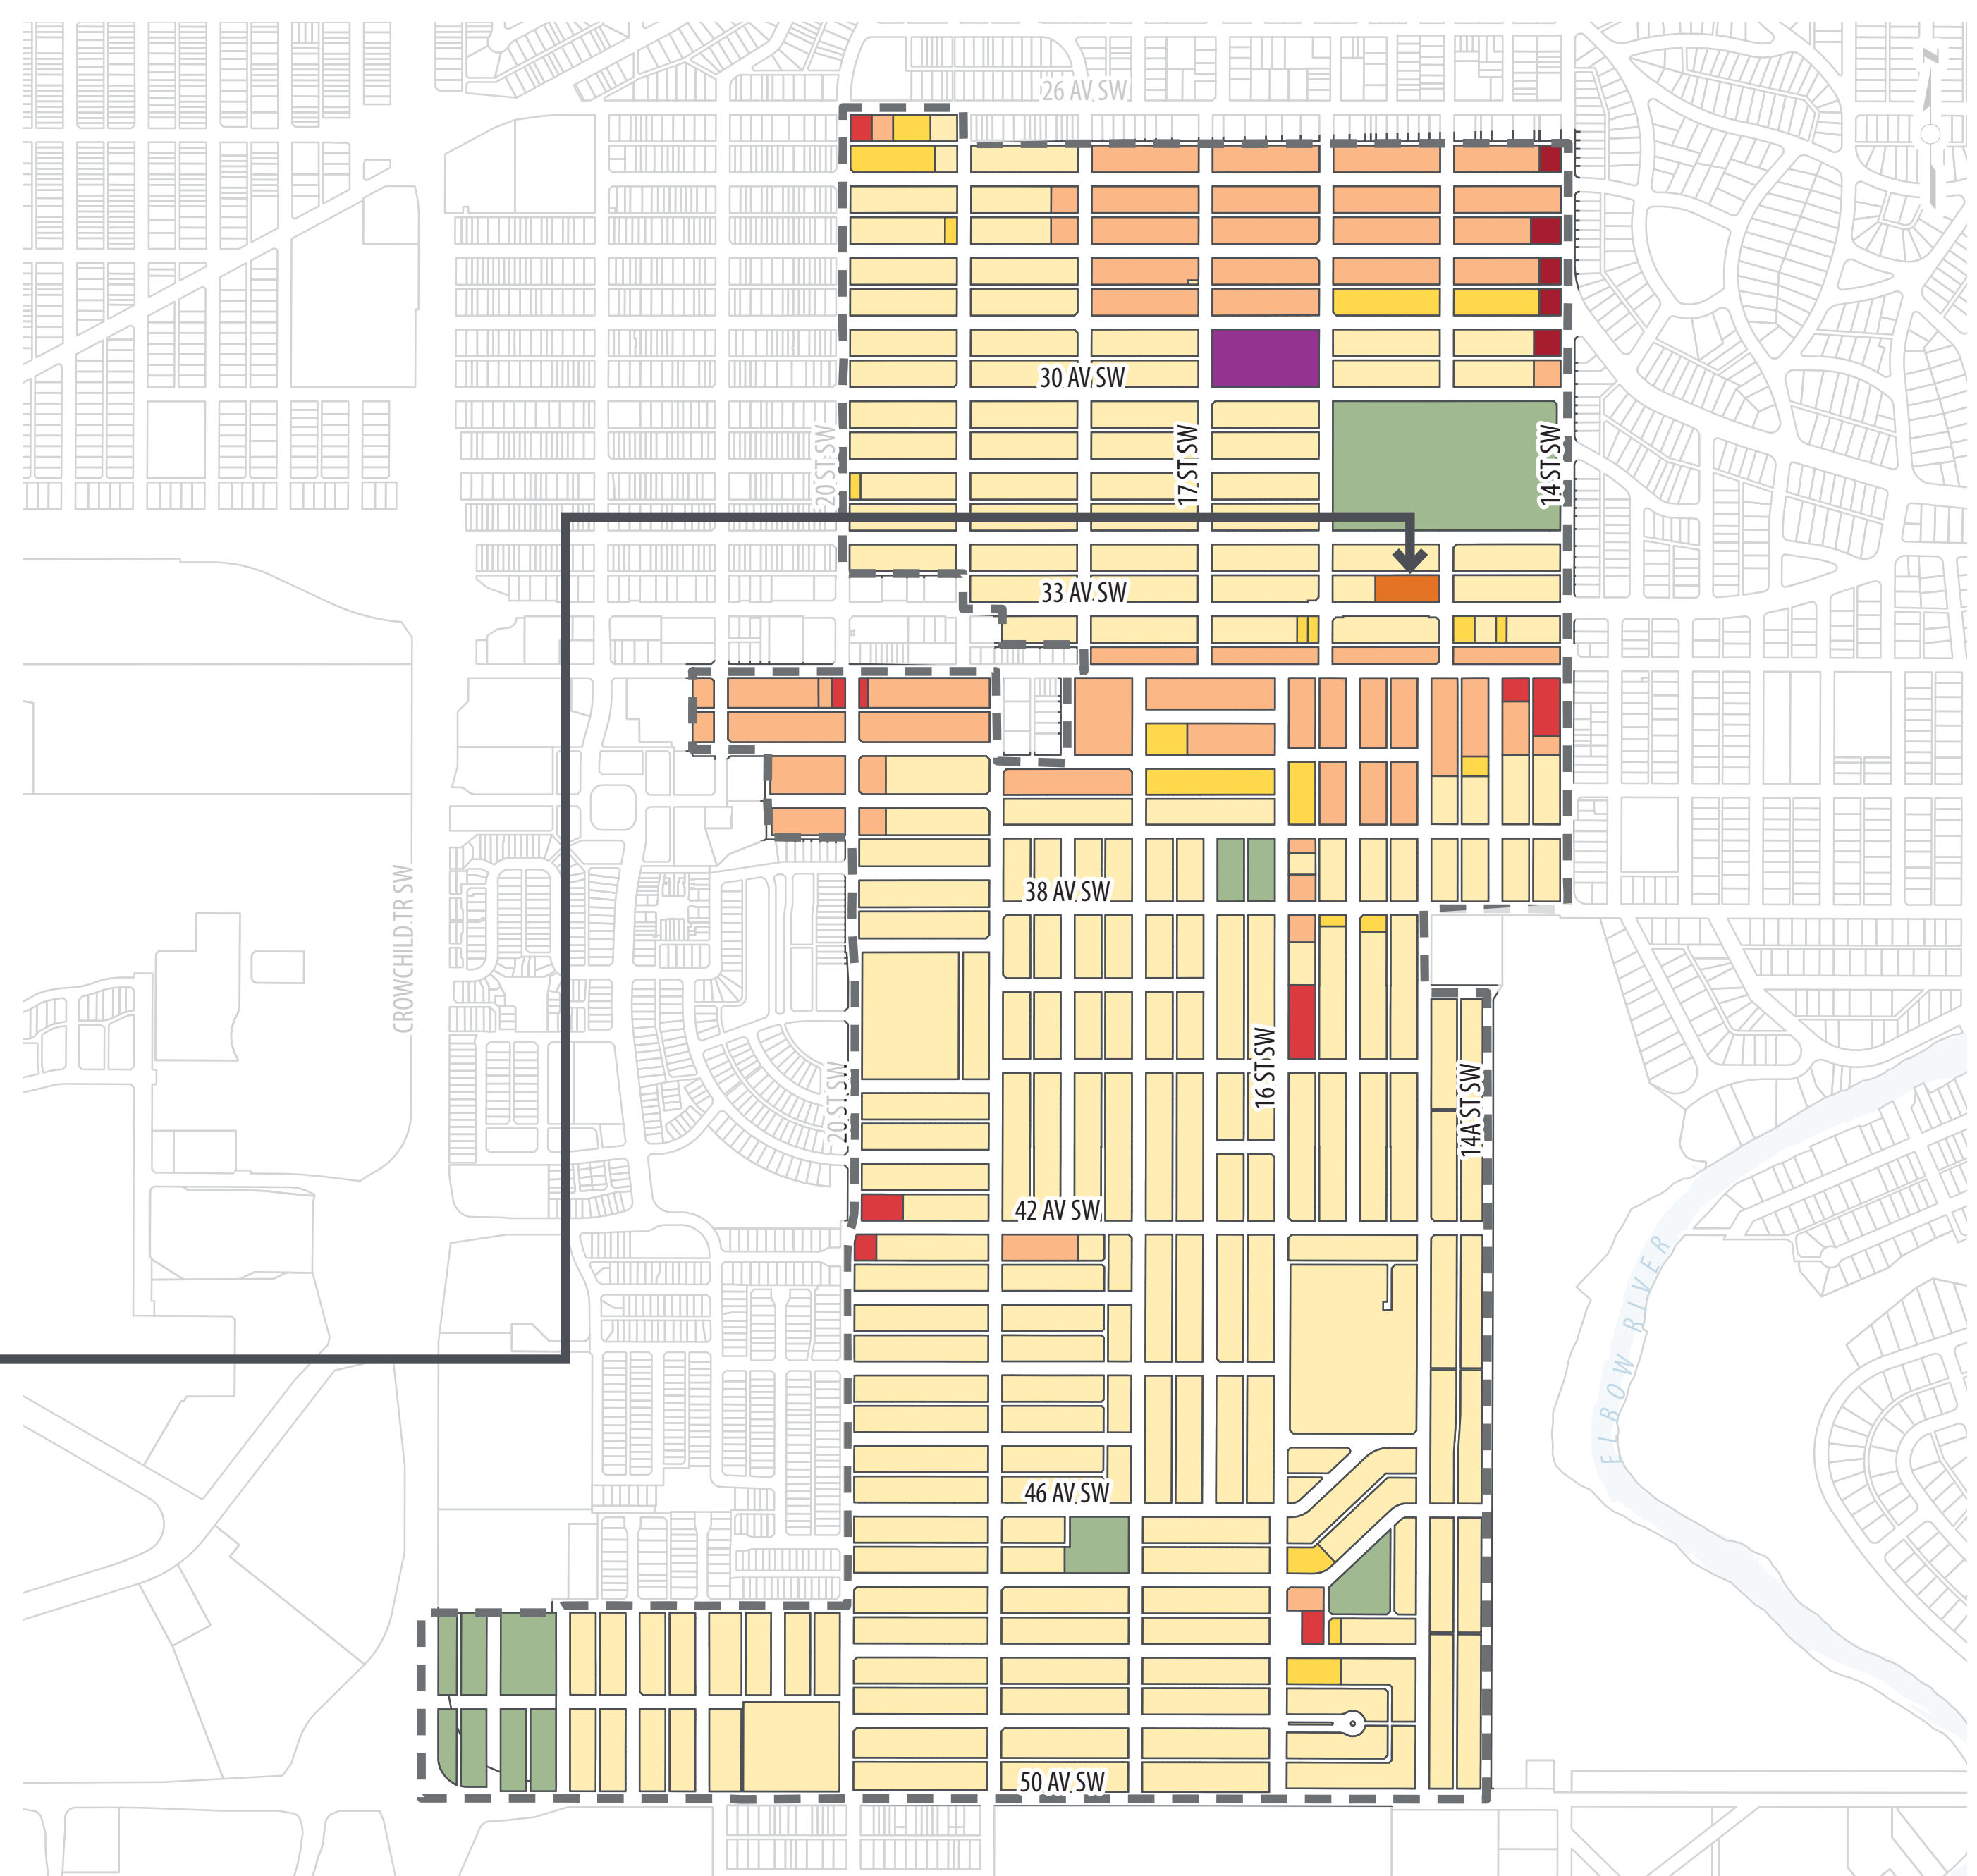 26 AV SW
N
30 AV SW
20 ST SW
17 ST SW
14 ST SW
33 AV SW
38 AV SW
CROWCHILD TR SW
16 ST SW
20 ST SW
14A ST SW
42 AV SW
ELBOW RIVER
46 AV SW
50 AV SW